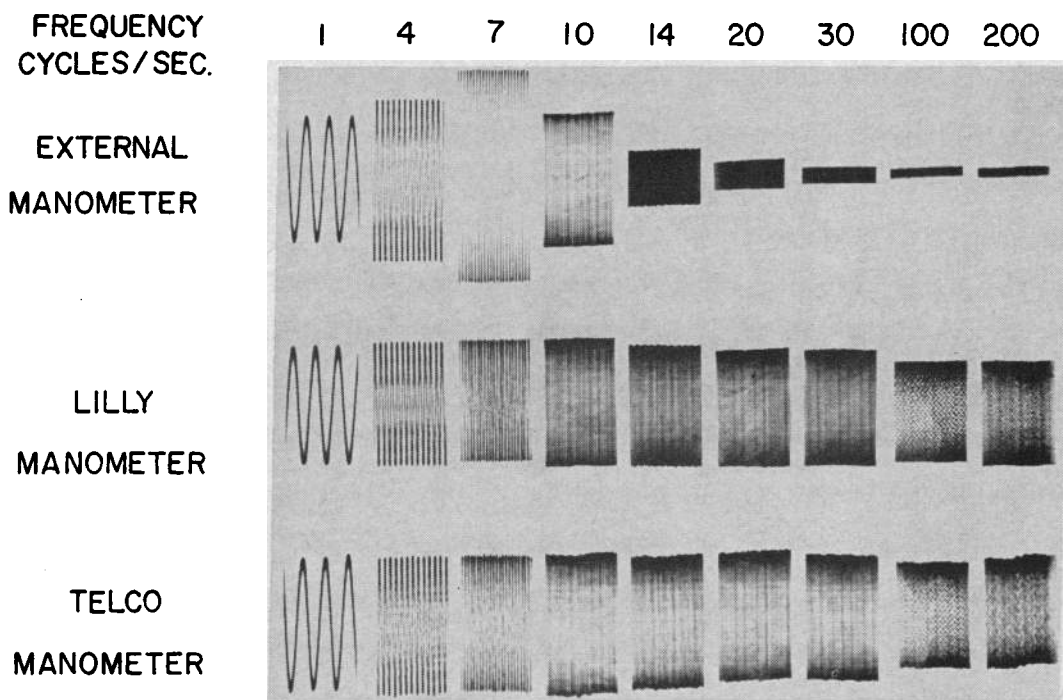 FREQUENCY 1 4 7 10 14 20 30 100 200
CYCLES/SEC.
EXTERNAL
MANOMETER
LILLY
MANOMETER
TELCO
MANOMETER